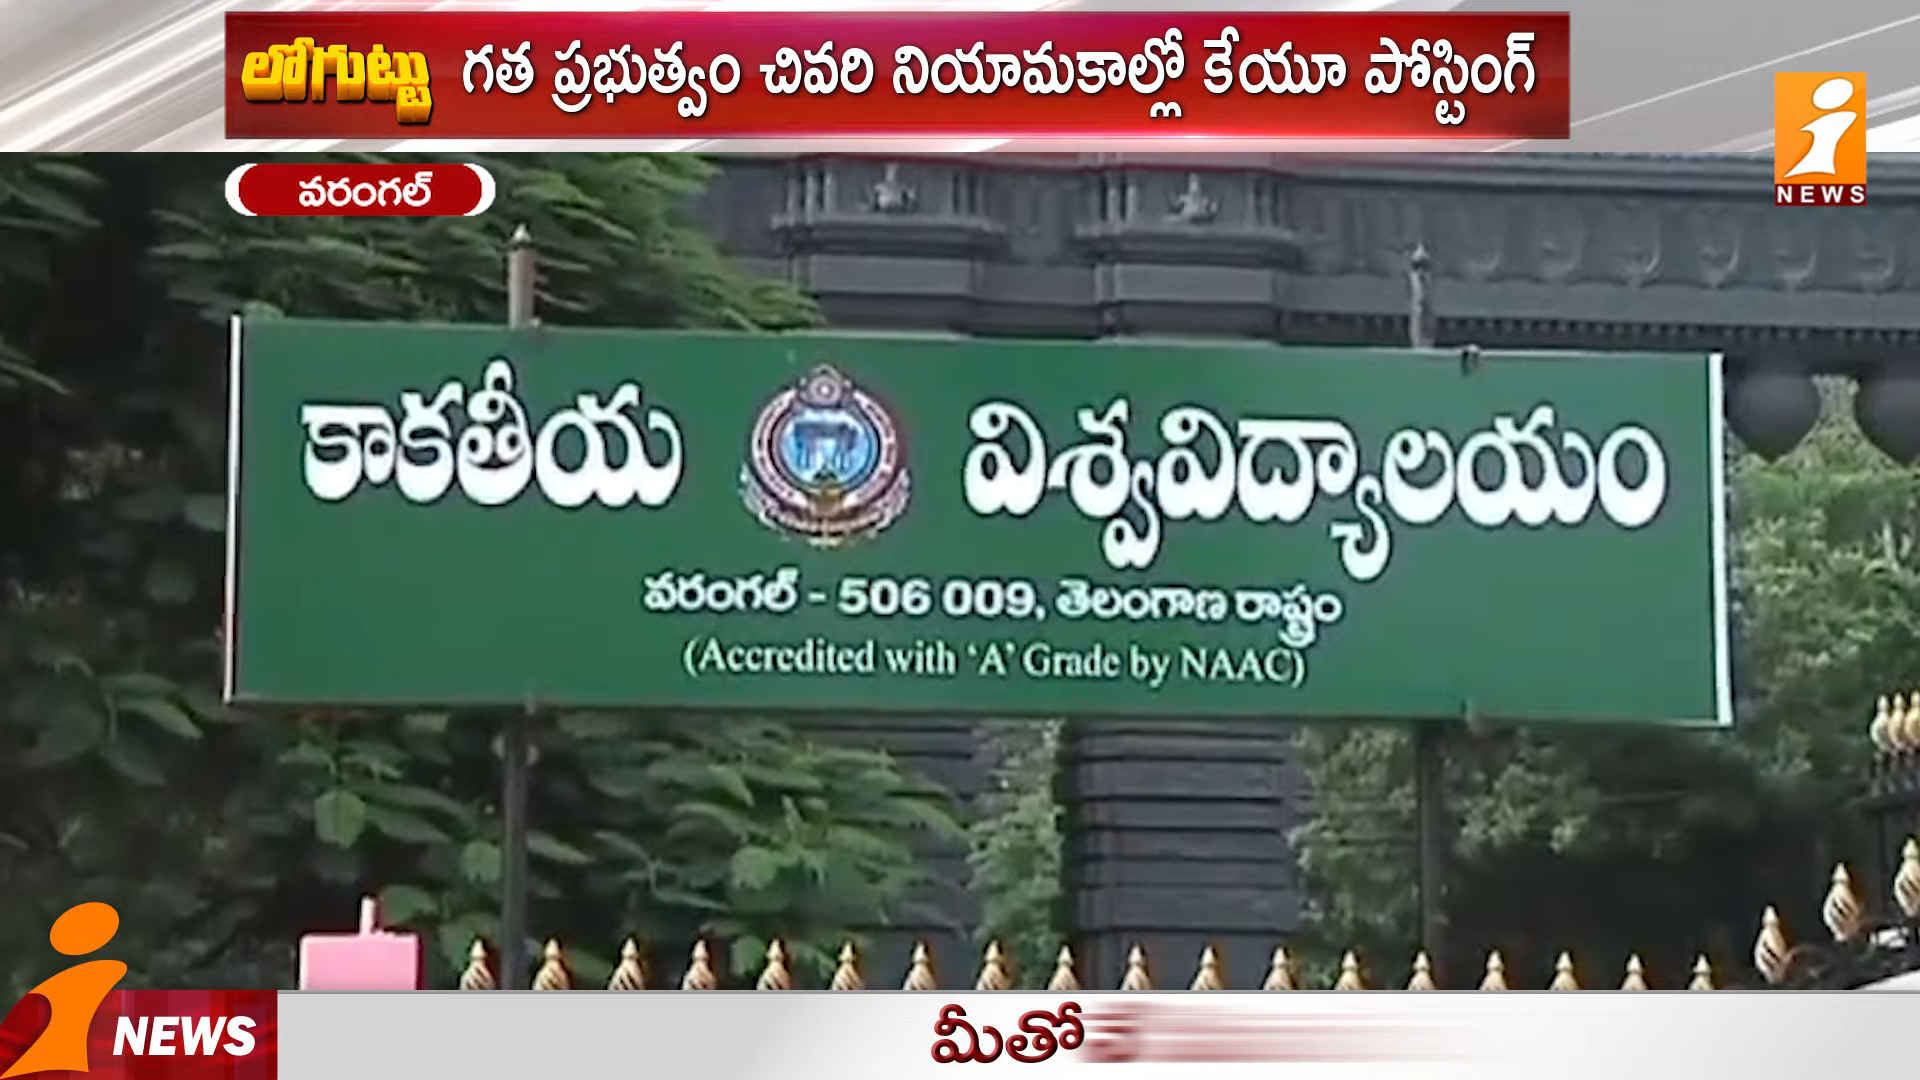 లోగుట్టు గత ప్రభుత్వం చివరి నియామకాల్లో కేయూ పోస్టింగ్
i NEWS
వరంగల్
కాకతీయ విశ్వవిద్యాలయం
వరంగల్ - 506 009, తెలంగాణ రాష్ట్రం
(Accredited with ‘A’ Grade by NAAC)
i NEWS
మీతో